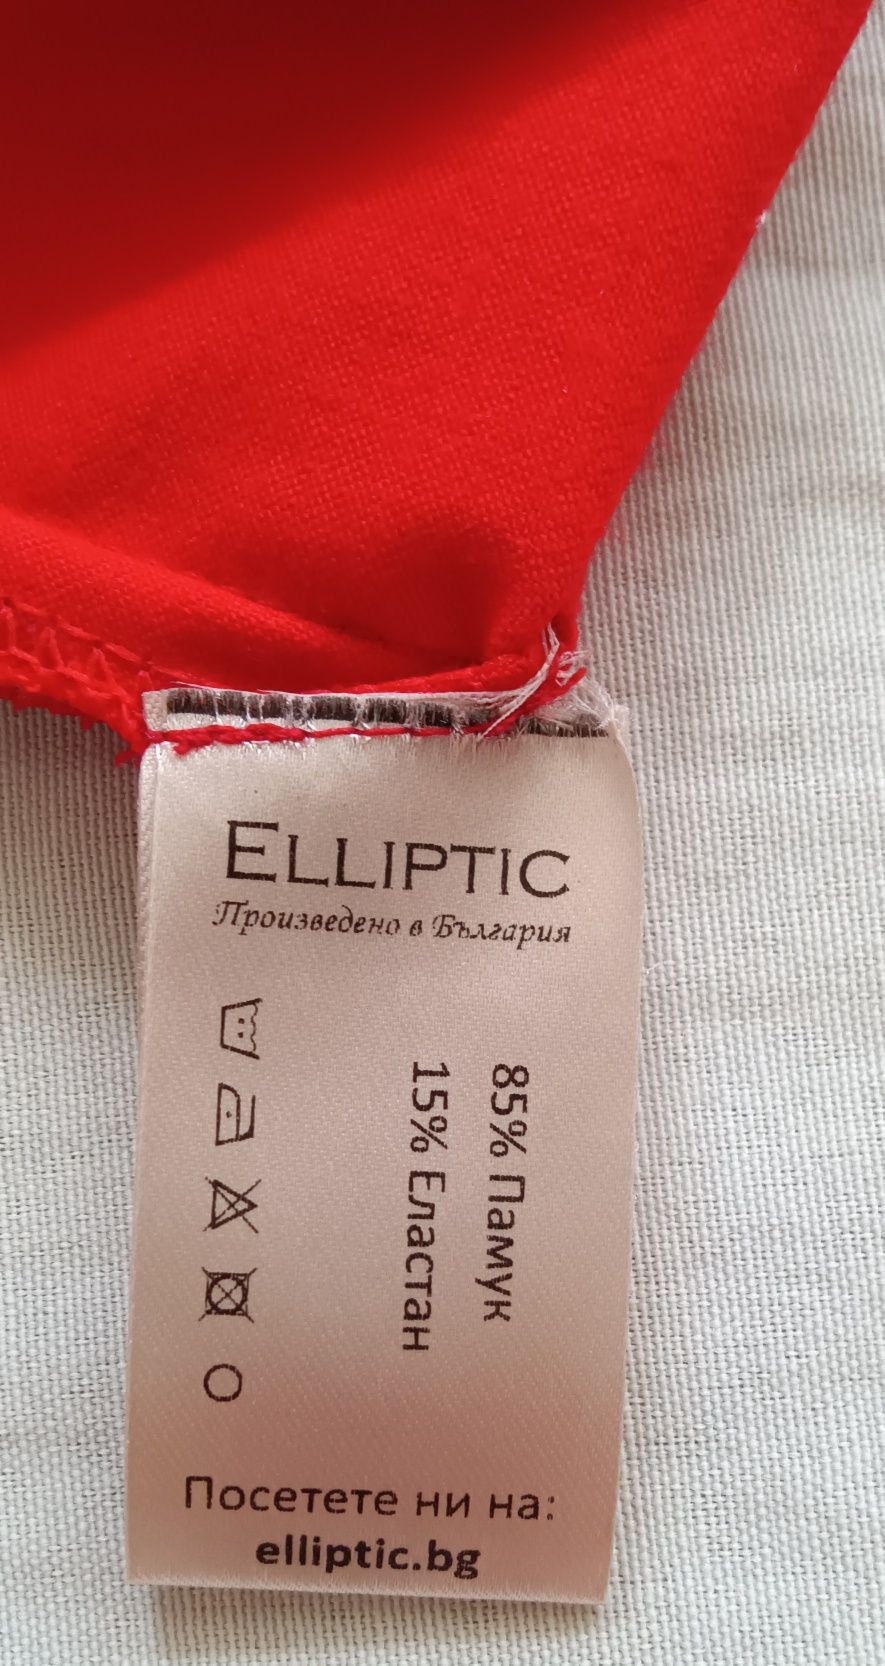 ELLIPTIC
Произведено в България
85% Памук
15% Еластан
Посетете ни на:
elliptic.bg